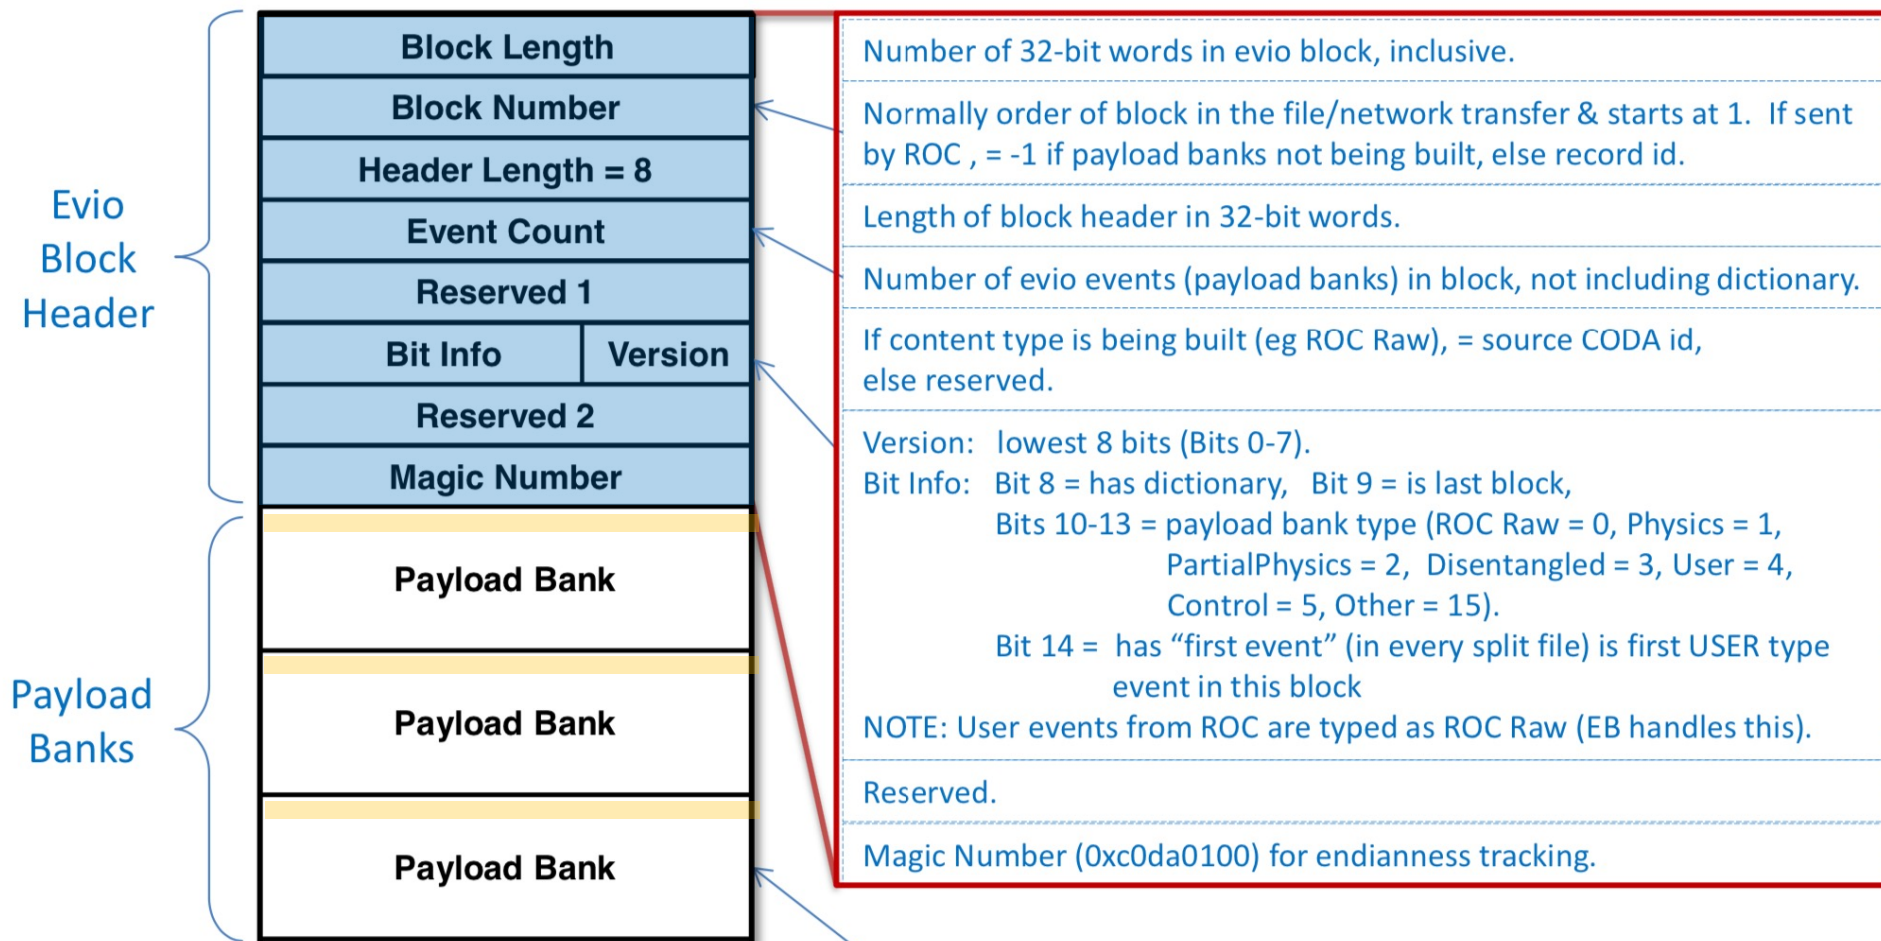 Evio
Block
Header
Payload
Banks
Block Length
Block Number
Header Length = 8
Event Count
Reserved 1
Bit Info Version
Reserved 2
Magic Number
Payload Bank
Payload Bank
Payload Bank
Number of 32-bit words in evio block, inclusive.
Normally order of block in the file/network transfer & starts at 1. If sent
by ROC , = -1 if payload banks not being built, else record id.
Length of block header in 32-bit words.
Number of evio events (payload banks) in block, not including dictionary.
If content type is being built (eg ROC Raw), = source CODA id,
else reserved.
Version: lowest 8 bits (Bits 0-7).
Bit Info: Bit 8 = has dictionary, Bit 9 = is last block,
Bits 10-13 = payload bank type (ROC Raw = 0, Physics = 1,
PartialPhysics = 2, Disentangled = 3, User = 4,
Control = 5, Other = 15).
Bit 14 = has “first event” (in every split file) is first USER type
event in this block
NOTE: User events from ROC are typed as ROC Raw (EB handles this).
Reserved.
Magic Number (0xc0da0100) for endianness tracking.